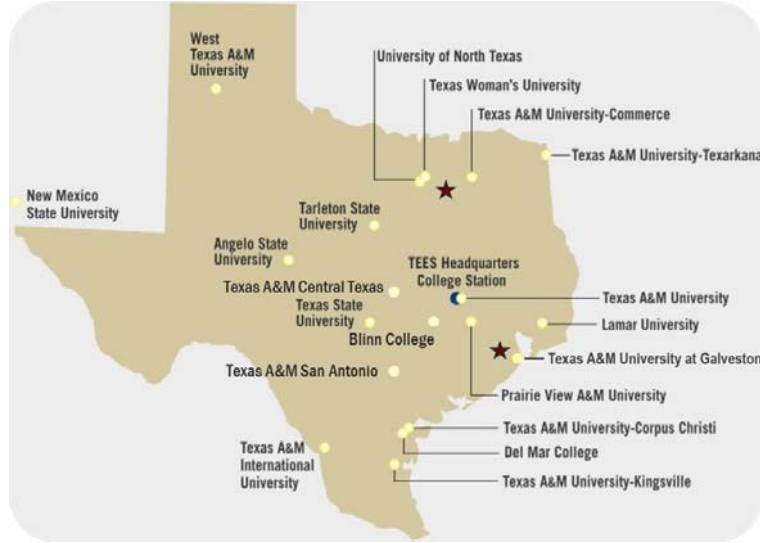 West
Texas A&M
University
University of North Texas
Texas Woman's University
Texas A&M University-Commerce
Texas A&M University-Texarkana
New Mexico
State University
Tarleton State
University
Angelo State
University
TEES Headquarters
College Station
Texas A&M Central Texas
Texas A&M University
Texas State
University
Lamar University
Blinn College
Texas A&M University at Galveston
Texas A&M San Antonio
Prairie View A&M University
Texas A&M University-Corpus Christi
Texas A&M
International
University
Del Mar College
Texas A&M University-Kingsville